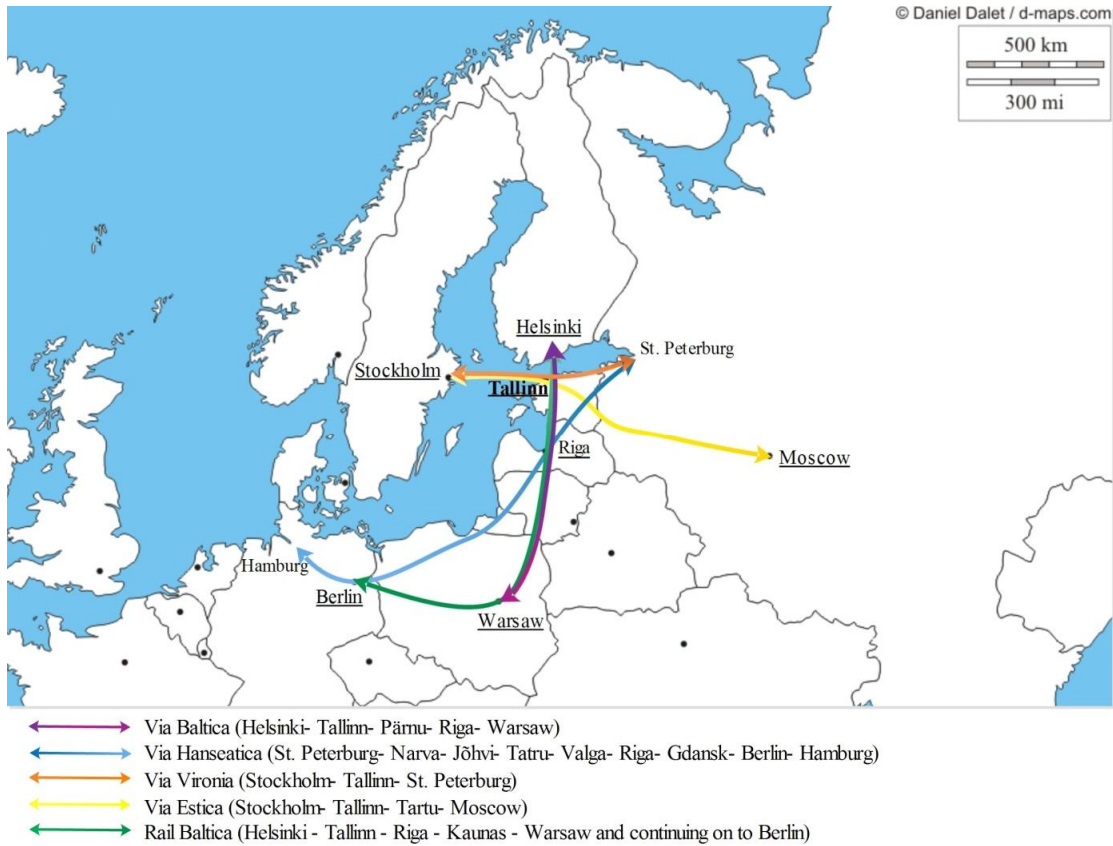 © Daniel Dalet / d-maps.com
500 km
300 mi
Helsinki
St. Peterburg
Stockholm
Tallinn
Riga
Moscow
Hamburg
Berlin
Warsaw
Via Baltica (Helsinki- Tallinn- Pärnu- Riga- Warsaw)
Via Hanseatica (St. Peterburg- Narva- Jõhvi- Tatru- Valga- Riga- Gdansk- Berlin- Hamburg)
Via Vironia (Stockholm- Tallinn- St. Peterburg)
Via Estica (Stockholm- Tallinn- Tartu- Moscow)
Rail Baltica (Helsinki - Tallinn - Riga - Kaunas - Warsaw and continuing on to Berlin)